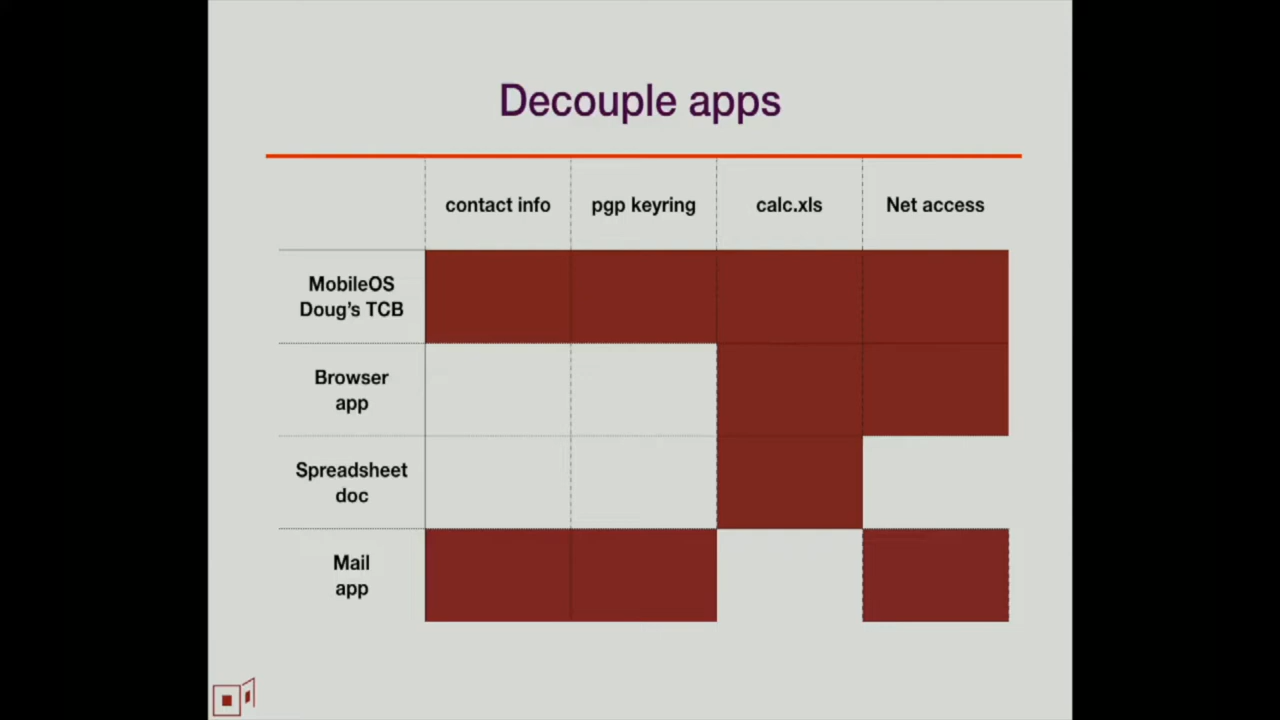 Decouple apps
contact info
pgp keyring
calc.xls
Net access
MobileOS
Doug's TCB
Browser
app
Spreadsheet
doc
Mail
app